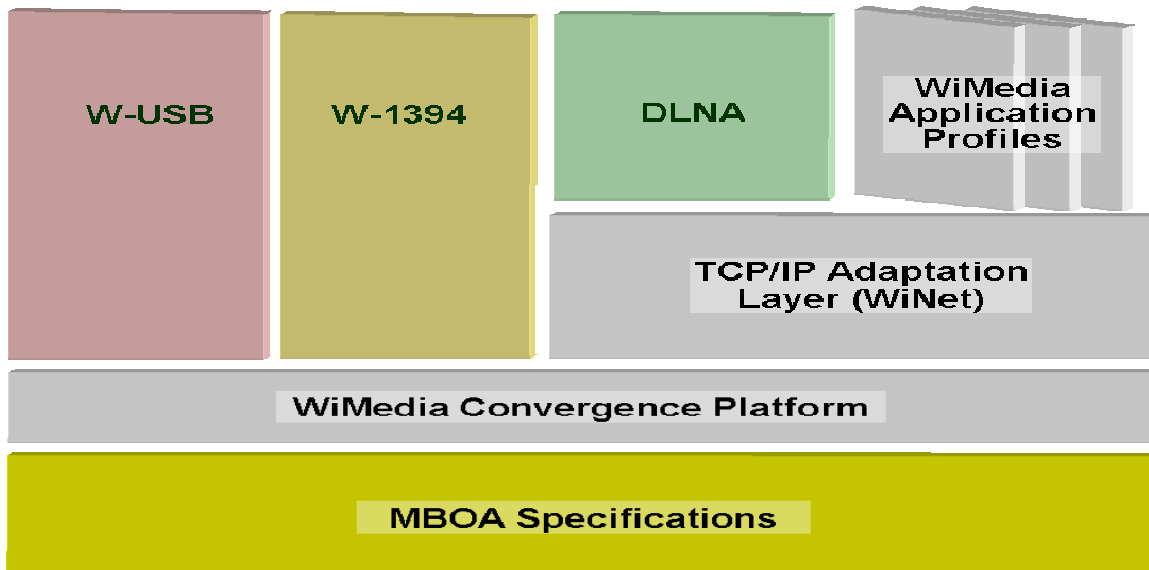 W-USB
W-1394
DLNA
WiMedia
Application
Profiles
TCP/IP Adaptation
Layer (WiNet)
WiMedia Convergence Platform
MBOA Specifications